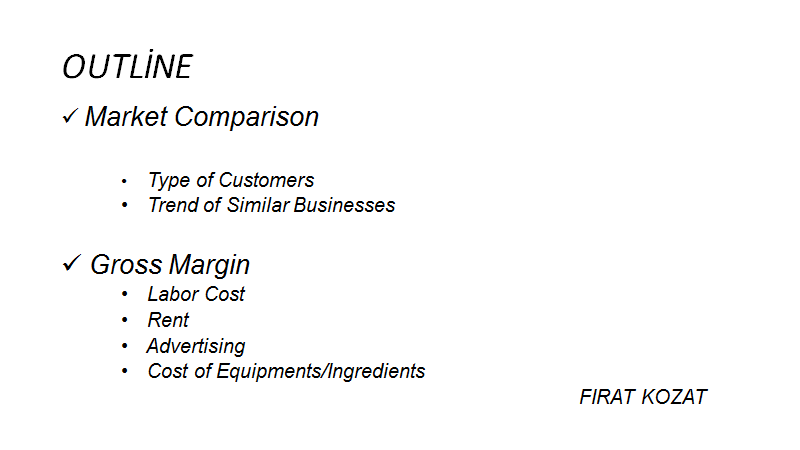 OUTLİNE
✓ Market Comparison
• Type of Customers
• Trend of Similar Businesses
✓ Gross Margin
• Labor Cost
• Rent
• Advertising
• Cost of Equipments/Ingredients
FIRAT KOZAT